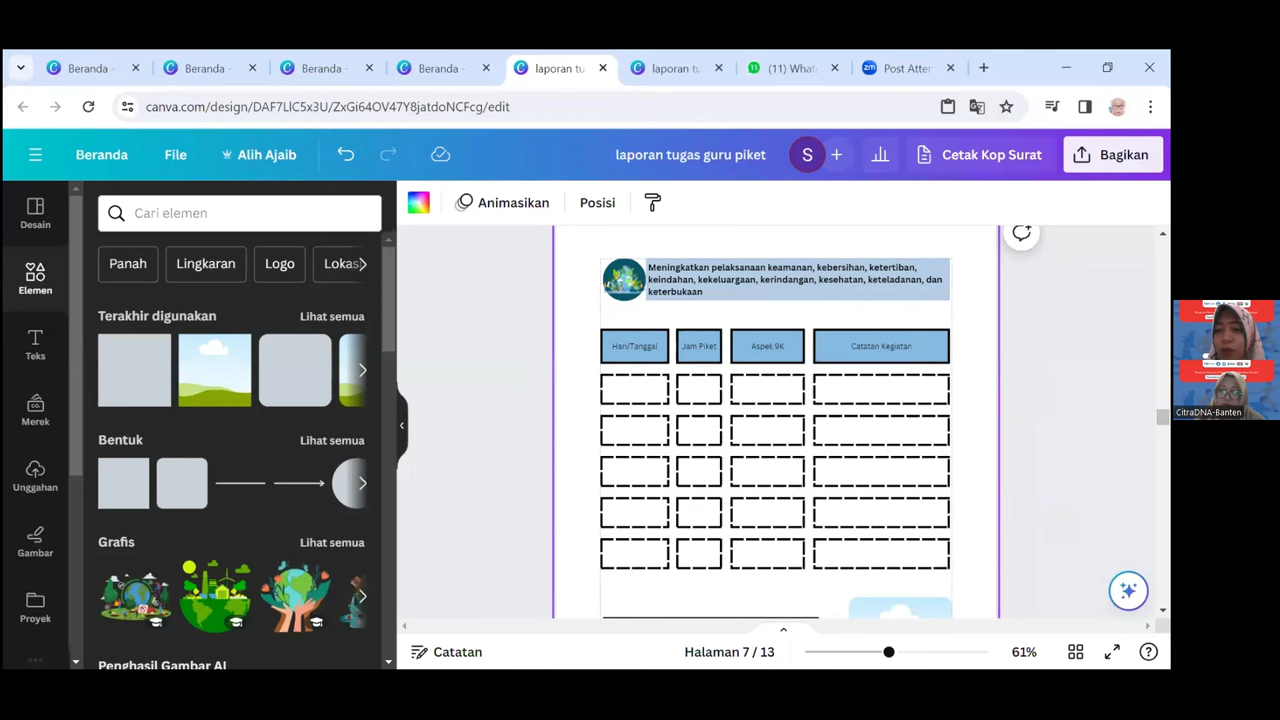 Beranda -
Beranda -
Beranda -
Beranda -
laporan tu
laporan tu
(11) What
zm
Post Atter
canva.com/design/DAF7LlC5x3U/ZxGi64OV47Y8jatdoNCFcg/edit
Beranda
File
Alih Ajaib
laporan tugas guru piket
S
Cetak Kop Surat
Bagikan
Desain
Elemen
Teks
Merek
Unggahan
Gambar
Proyek
Cari elemen
Panah
Lingkaran
Logo
Lokas
Terakhir digunakan
Lihat semua
Bentuk
Lihat semua
Grafis
Lihat semua
Penghasil Gambar AI
Animasikan
Posisi
Meningkatkan pelaksanaan keamanan, kebersihan, ketertiban,
keindahan, kekeluargaan, kerindangan, kesehatan, keteladanan, dan
keterbukaan
Hari/Tanggal
Jam Piket
Aspek 9K
Catatan Kegiatan
Catatan
Halaman 7 / 13
61%
CitraDNA-Banten